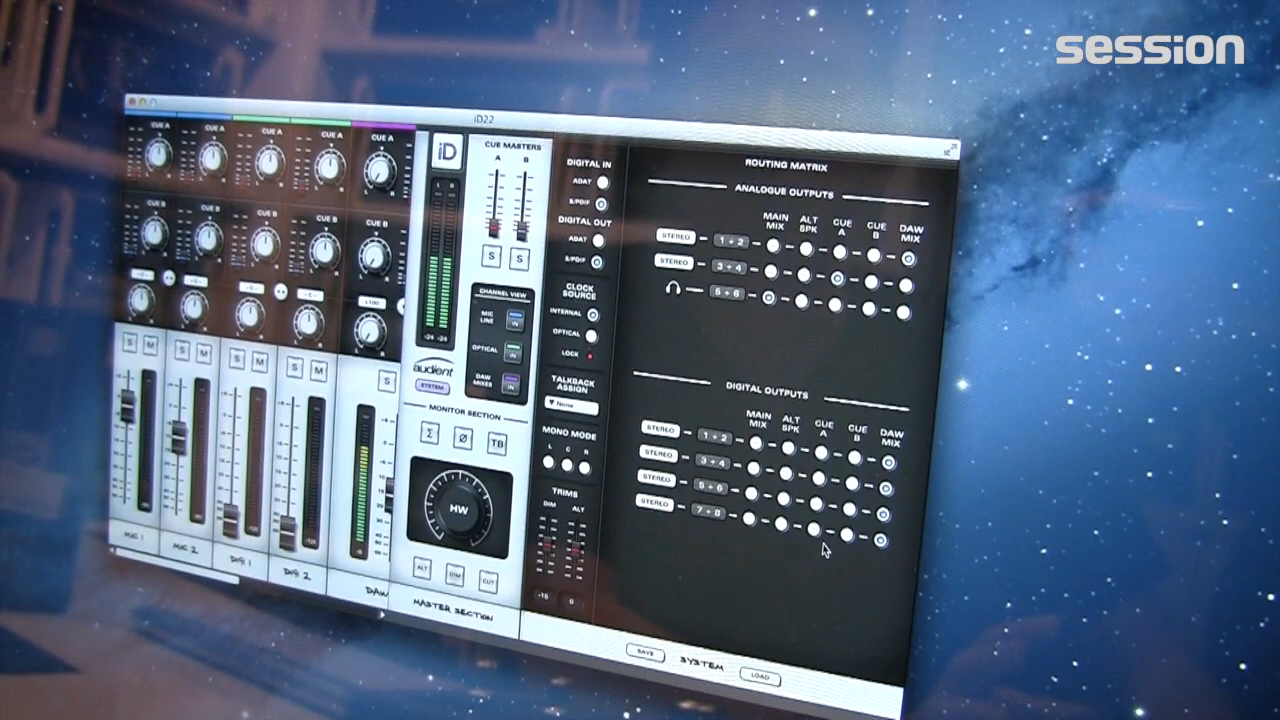 session
iD22
CUE A CUE A CUE A CUE A CUE A
CUE B CUE B CUE B CUE B CUE B
L100
S M S M S M S M S
MIC 1 MIC 2 DIGI 1 DIGI 2 DAW
iD
L R
-24 -24
audient
SYSTEM
CUE MASTERS
A B
S S
CHANNEL VIEW
MIC LINE IN
OPTICAL IN
DAW MIXES IN
MONITOR SECTION
Σ Ø TB
HW
ALT DIM CUT
MASTER SECTION
DIGITAL IN
ADAT
S/PDIF
DIGITAL OUT
ADAT
S/PDIF
CLOCK SOURCE
INTERNAL
OPTICAL
LOCK
TALKBACK ASSIGN
None
MONO MODE
L C R
TRIMS
DIM ALT
-15 0
ROUTING MATRIX
ANALOGUE OUTPUTS
MAIN MIX ALT SPK CUE A CUE B DAW MIX
STEREO 1 + 2
STEREO 3 + 4
5 + 6
DIGITAL OUTPUTS
MAIN MIX ALT SPK CUE A CUE B DAW MIX
STEREO 1 + 2
STEREO 3 + 4
STEREO 5 + 6
STEREO 7 + 8
SAVE SYSTEM LOAD